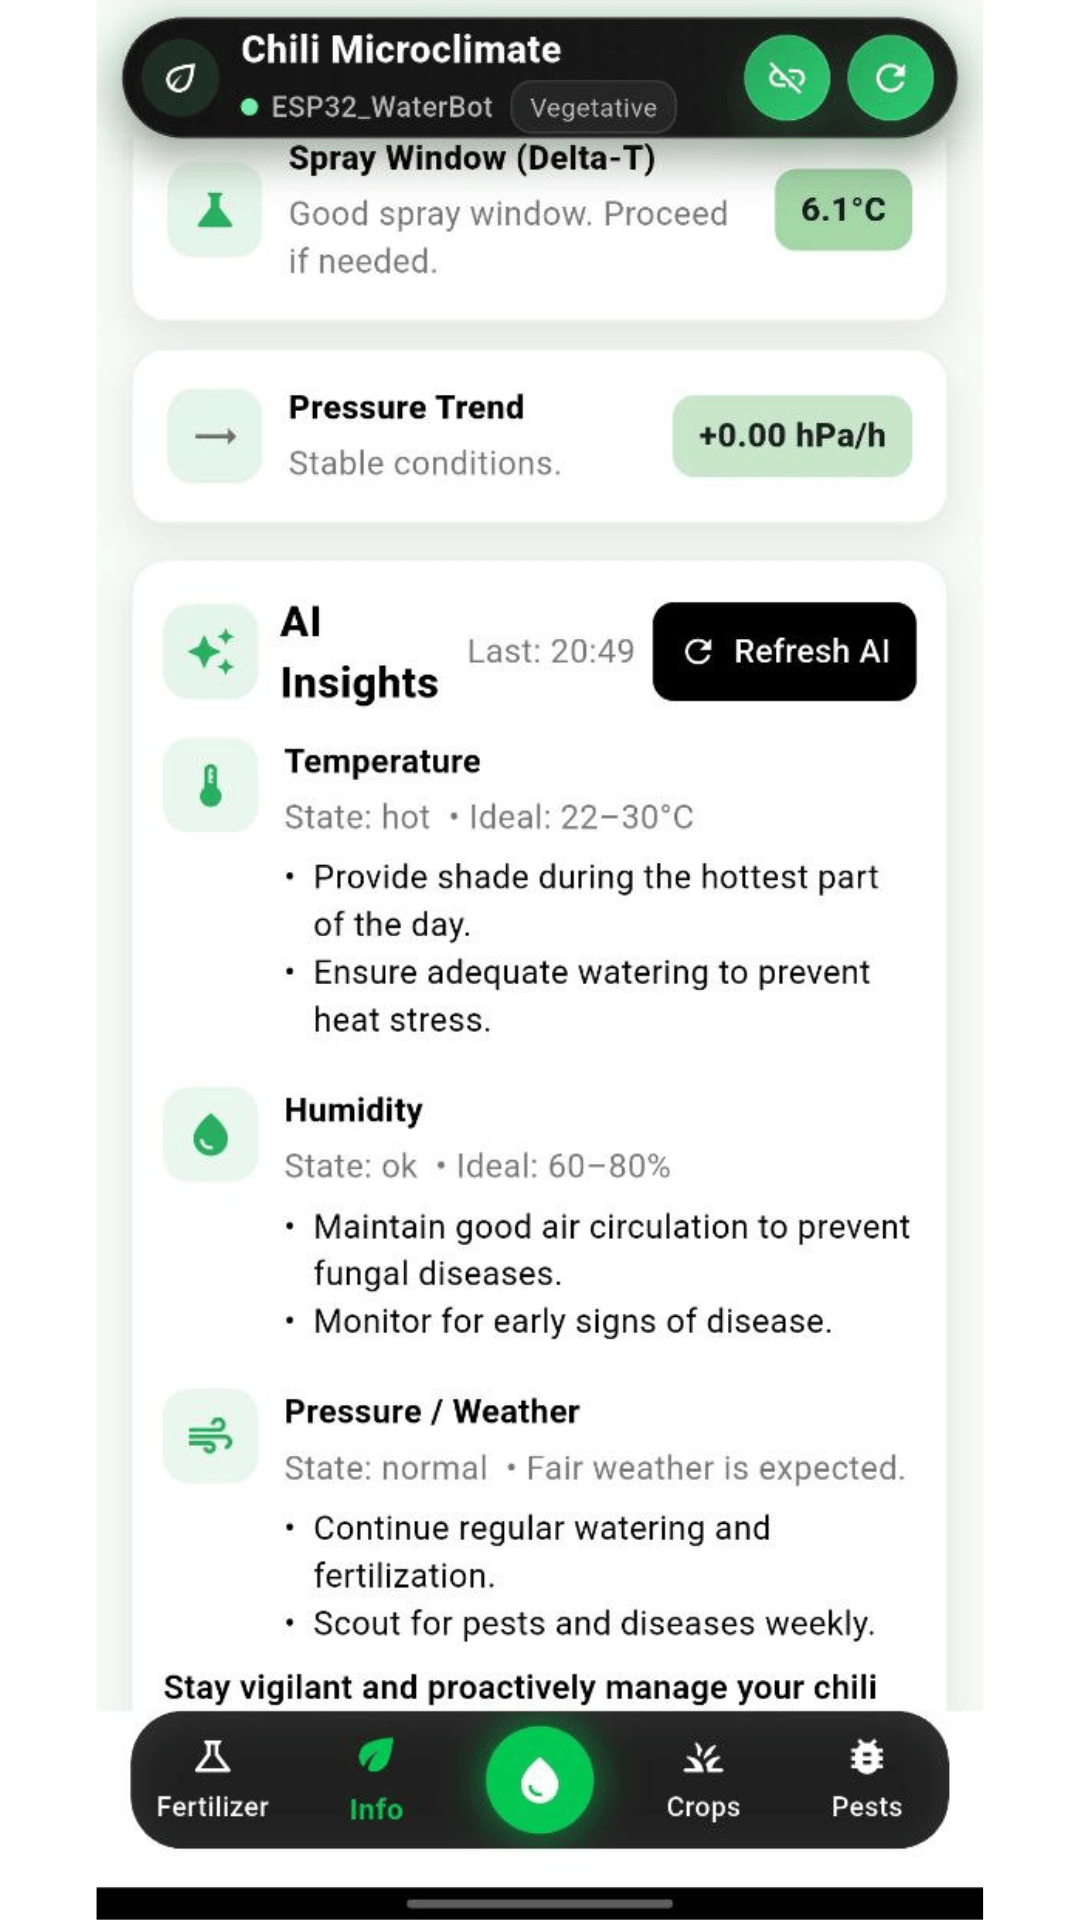 Chili Microclimate
ESP32_WaterBot Vegetative
Spray Window (Delta-T)
Good spray window. Proceed
if needed.
6.1°C
Pressure Trend
Stable conditions.
+0.00 hPa/h
AI
Insights
Last: 20:49
Refresh AI
Temperature
State: hot • Ideal: 22–30°C
• Provide shade during the hottest part
of the day.
• Ensure adequate watering to prevent
heat stress.
Humidity
State: ok • Ideal: 60–80%
• Maintain good air circulation to prevent
fungal diseases.
• Monitor for early signs of disease.
Pressure / Weather
State: normal • Fair weather is expected.
• Continue regular watering and
fertilization.
• Scout for pests and diseases weekly.
Stay vigilant and proactively manage your chili
Fertilizer
Info
Crops
Pests